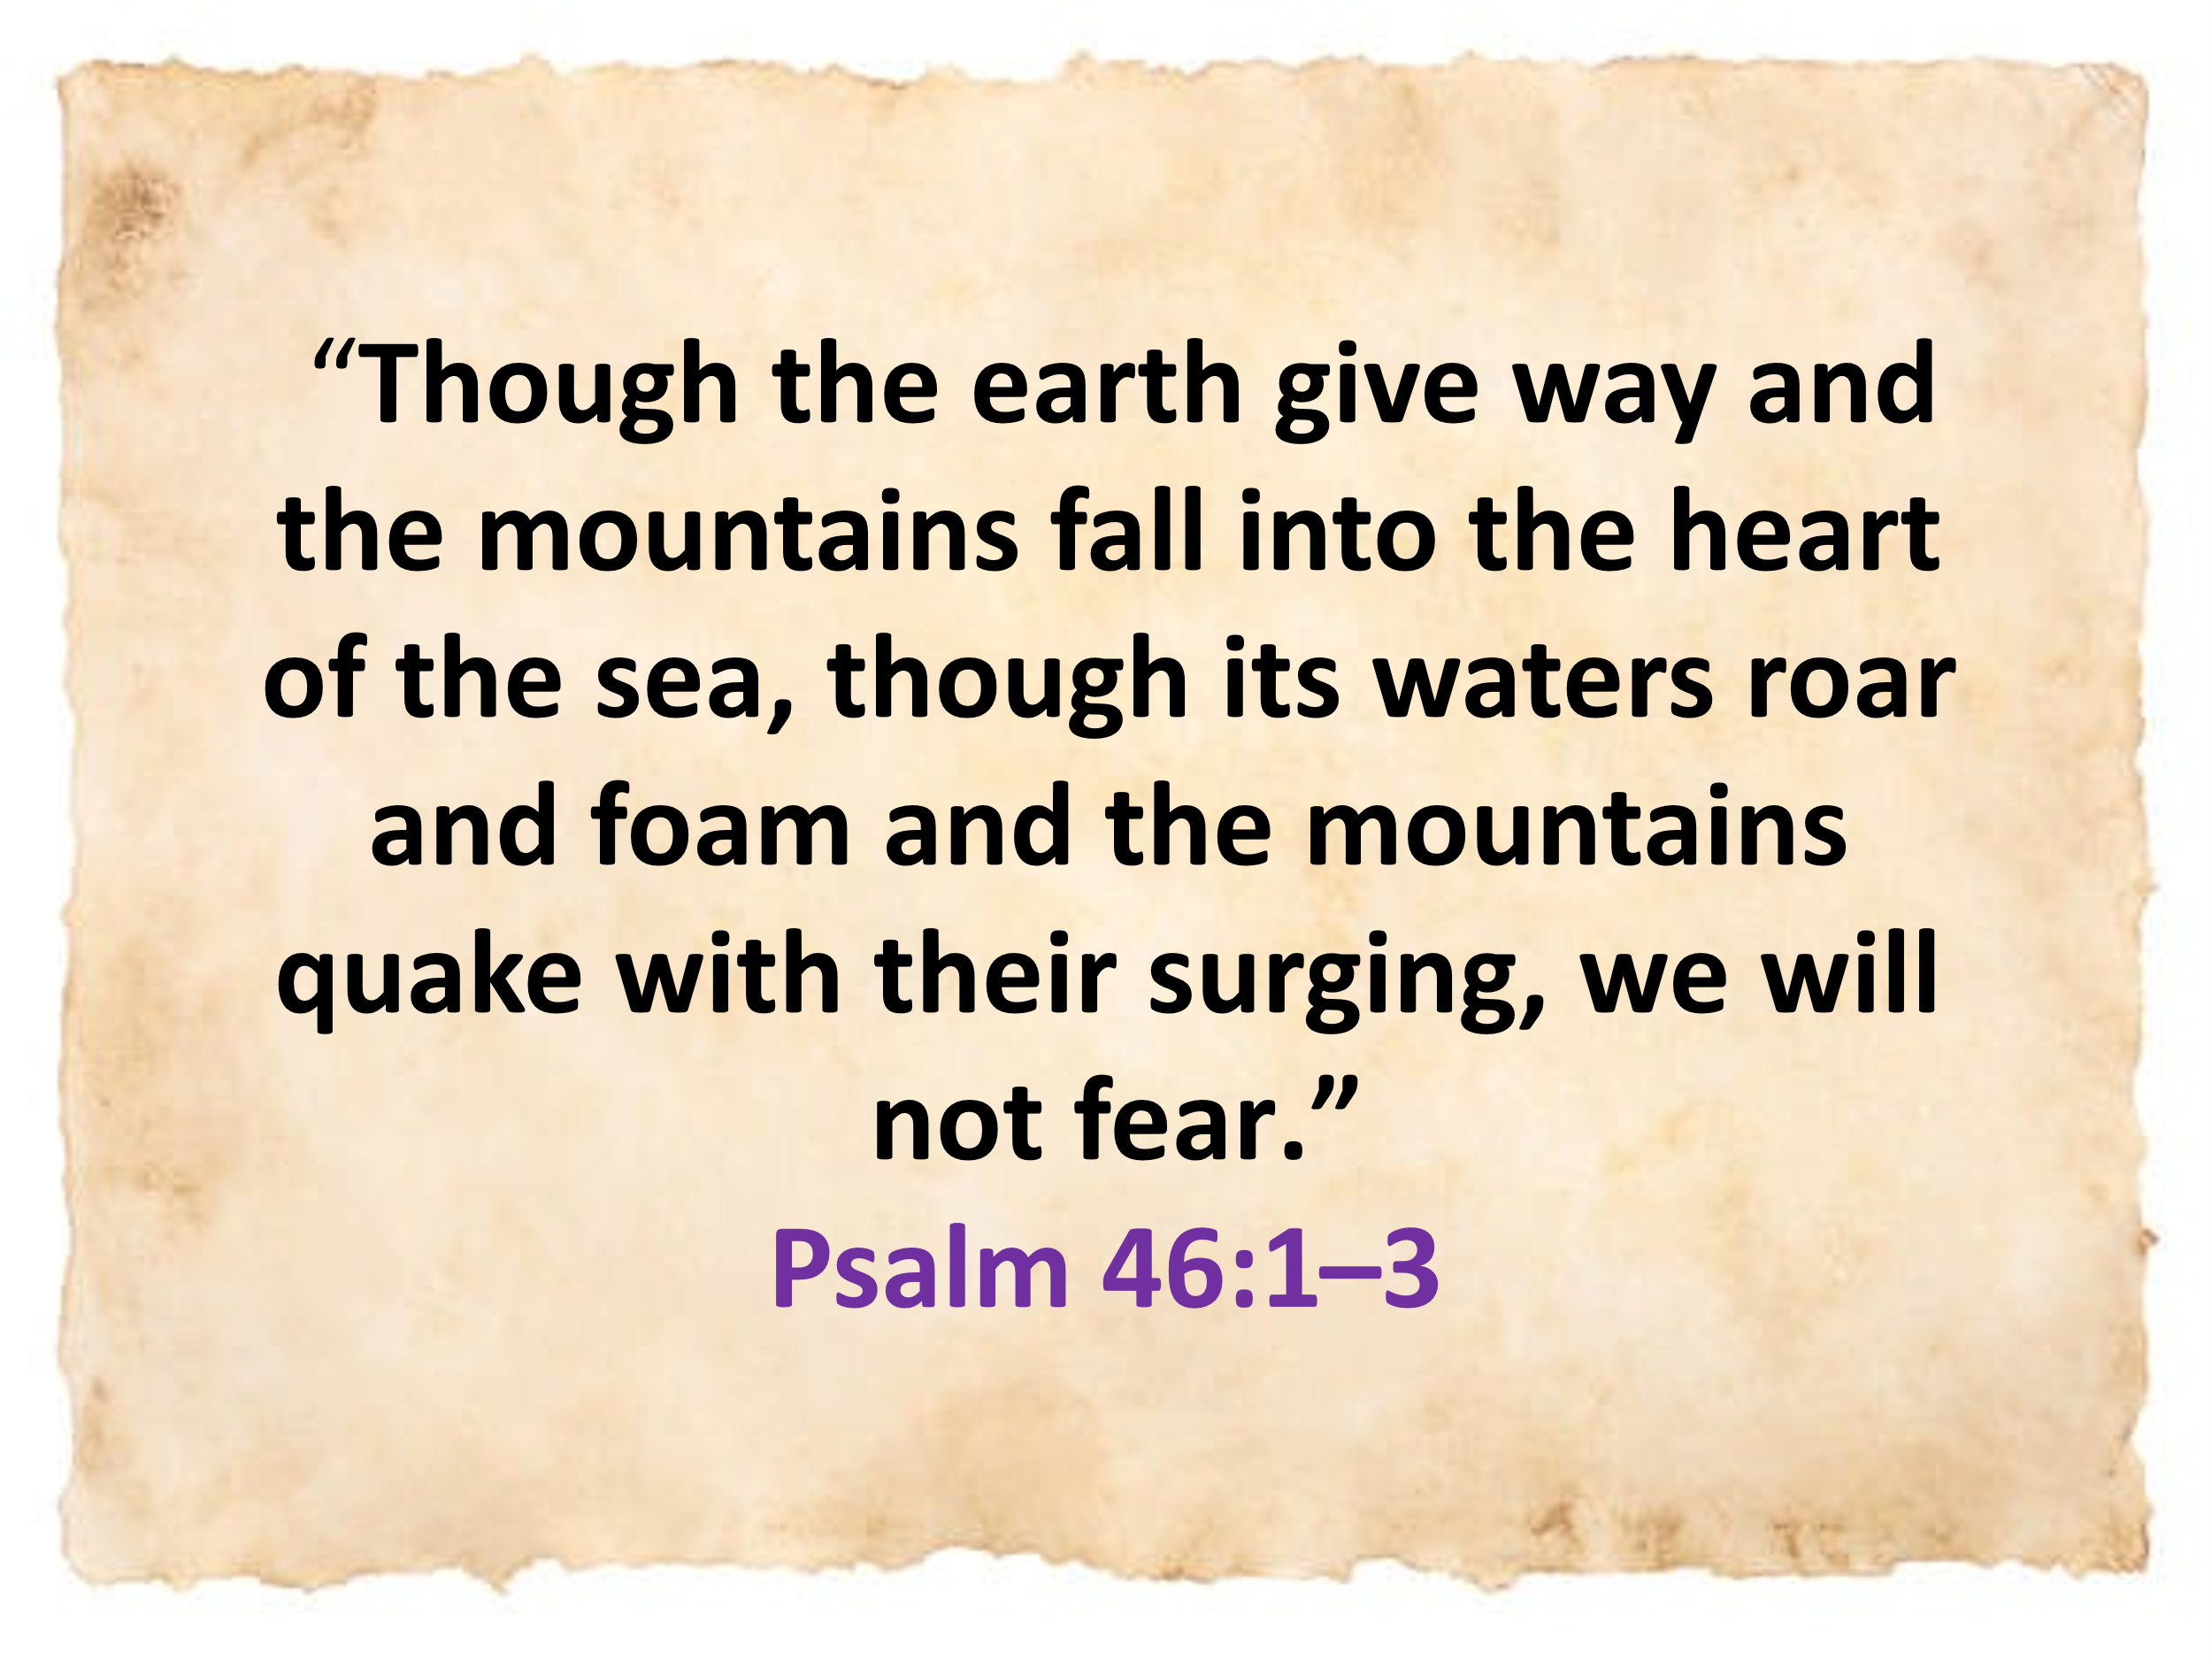 “Though the earth give way and
the mountains fall into the heart
of the sea, though its waters roar
and foam and the mountains
quake with their surging, we will
not fear.”
Psalm 46:1–3